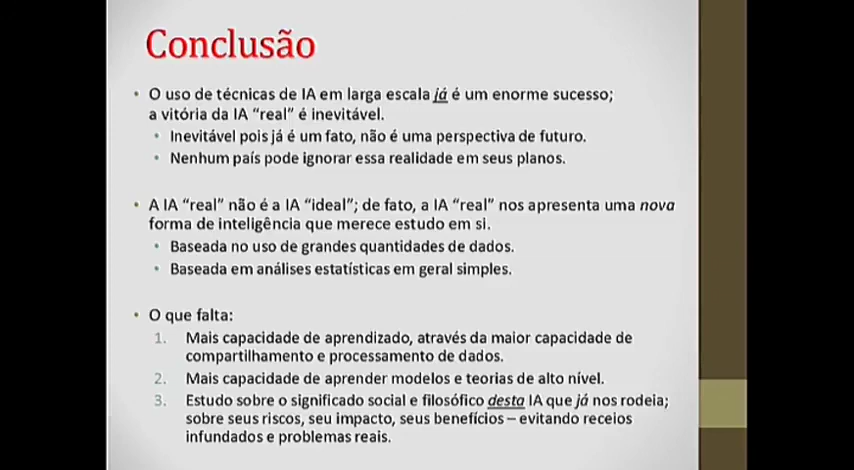 Conclusão
• O uso de técnicas de IA em larga escala já é um enorme sucesso;
a vitória da IA “real” é inevitável.
• Inevitável pois já é um fato, não é uma perspectiva de futuro.
• Nenhum país pode ignorar essa realidade em seus planos.
• A IA “real” não é a IA “ideal”; de fato, a IA “real” nos apresenta uma nova
forma de inteligência que merece estudo em si.
• Baseada no uso de grandes quantidades de dados.
• Baseada em análises estatísticas em geral simples.
• O que falta:
1. Mais capacidade de aprendizado, através da maior capacidade de
compartilhamento e processamento de dados.
2. Mais capacidade de aprender modelos e teorias de alto nível.
3. Estudo sobre o significado social e filosófico desta IA que já nos rodeia;
sobre seus riscos, seu impacto, seus benefícios – evitando receios
infundados e problemas reais.